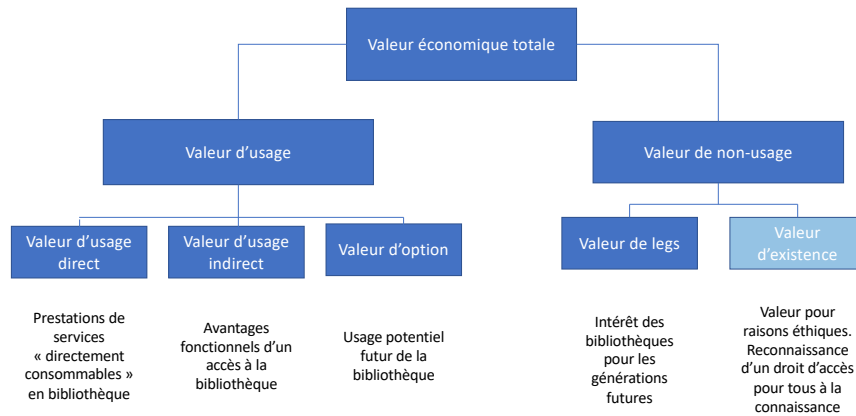 Valeur économique totale
Valeur d’usage
Valeur de non-usage
Valeur d’usage
direct
Valeur d’usage
indirect
Valeur d’option
Valeur de legs
Valeur
d’existence
Prestations de
services
« directement
consommables »
en bibliothèque
Avantages
fonctionnels d’un
accès à la
bibliothèque
Usage potentiel
futur de la
bibliothèque
Intérêt des
bibliothèques
pour les
générations
futures
Valeur pour
raisons éthiques.
Reconnaissance
d’un droit d’accès
pour tous à la
connaissance